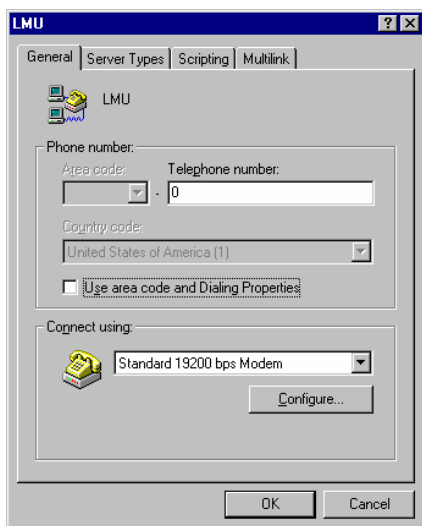 LMU
General Server Types Scripting Multilink
LMU
Phone number:
Area code: Telephone number:
- 0
Country code:
United States of America (1)
Use area code and Dialing Properties
Connect using:
Standard 19200 bps Modem
Configure...
OK Cancel